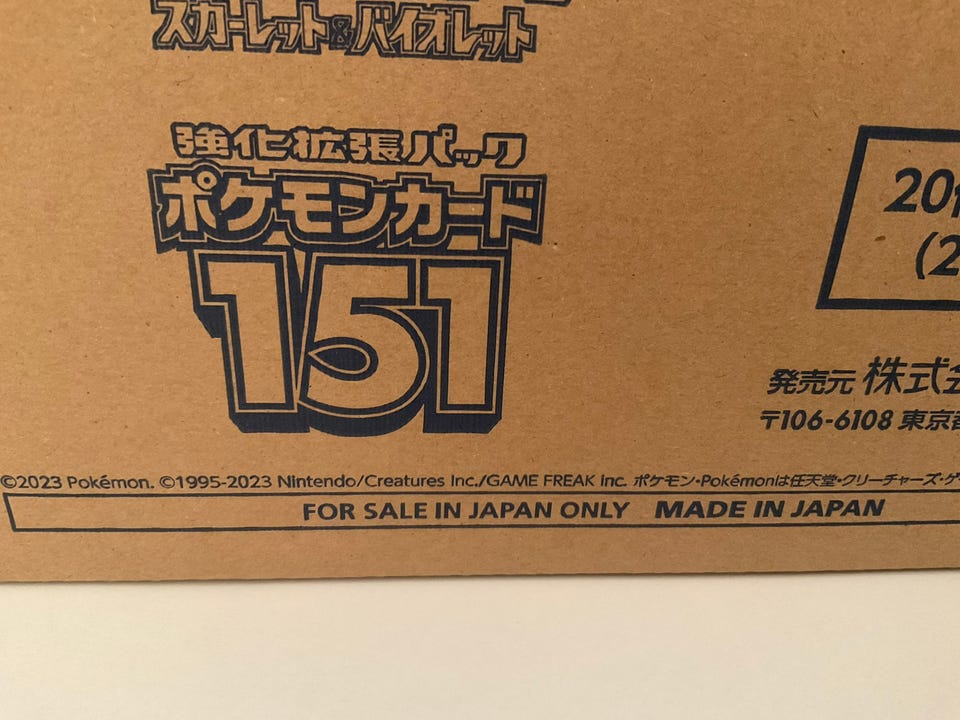 スカーレット&バイオレット
強化拡張パック
ポケモンカード
151
20
(2
発売元 株式
〒106-6108 東京
©2023 Pokémon. ©1995-2023 Nintendo/Creatures Inc./GAME FREAK inc. ポケモン・Pokémonは任天堂・クリーチャーズ・ゲ
FOR SALE IN JAPAN ONLY MADE IN JAPAN